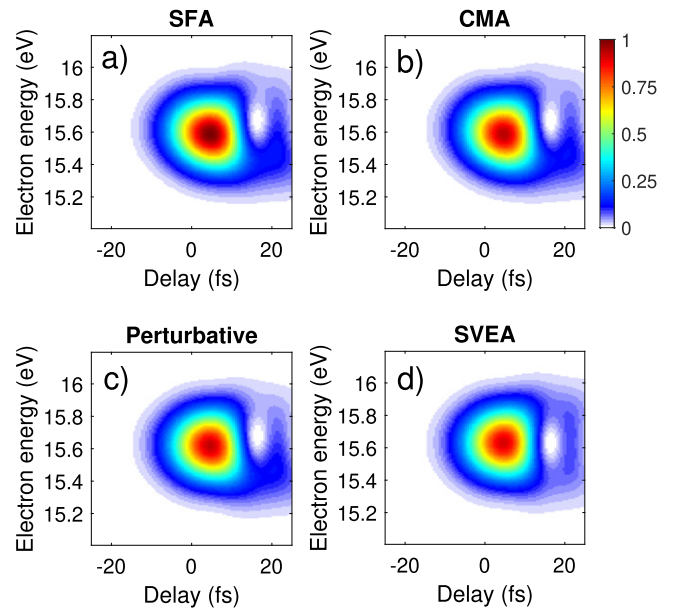 SFA
CMA
a)
b)
Electron energy (eV)
16
15.8
15.6
15.4
15.2
-20
0
20
Delay (fs)
Electron energy (eV)
16
15.8
15.6
15.4
15.2
-20
0
20
Delay (fs)
1
0.75
0.5
0.25
0
Perturbative
SVEA
c)
d)
Electron energy (eV)
16
15.8
15.6
15.4
15.2
-20
0
20
Delay (fs)
Electron energy (eV)
16
15.8
15.6
15.4
15.2
-20
0
20
Delay (fs)